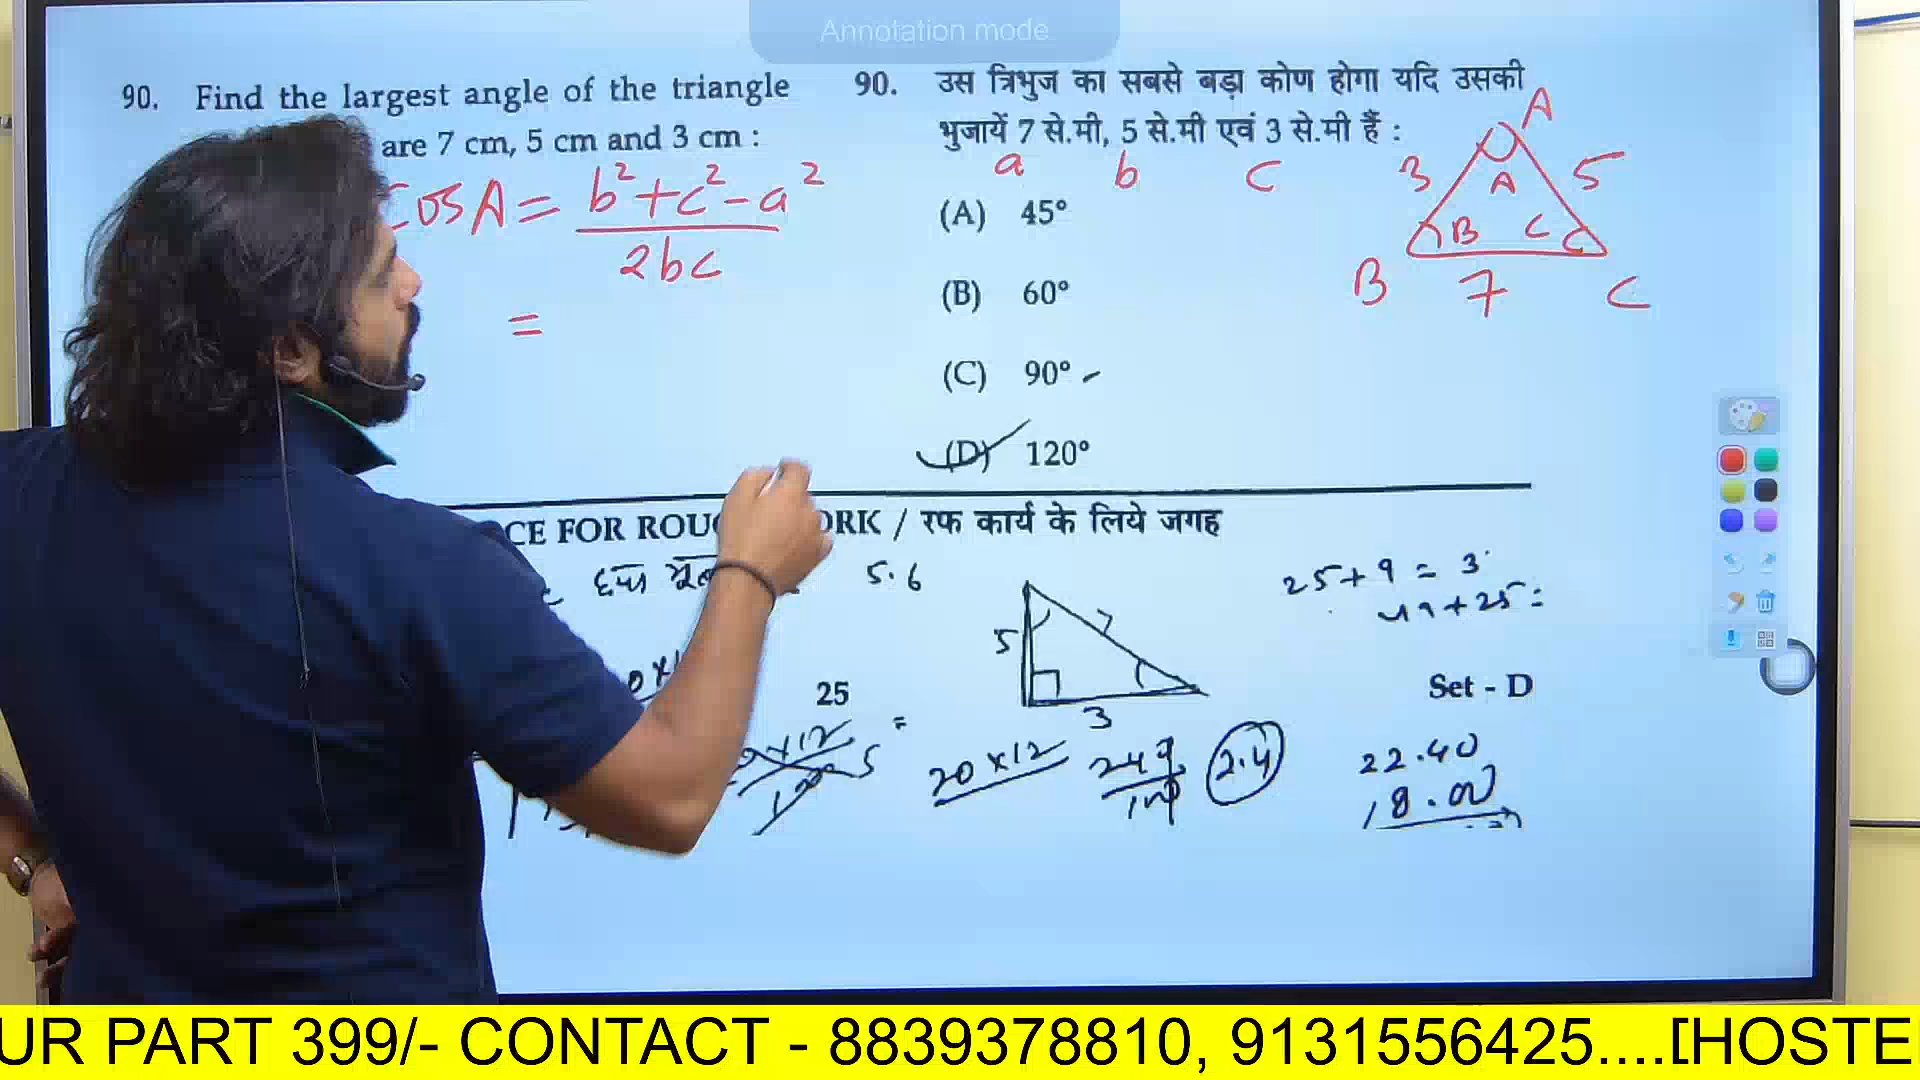 Annotation mode
90. Find the largest angle of the triangle
are 7 cm, 5 cm and 3 cm :
cos A = b² + c² - a²
2bc
=
90. उस त्रिभुज का सबसे बड़ा कोण होगा यदि उसकी
भुजायें 7 से.मी, 5 से.मी एवं 3 से.मी हैं :
a b c
(A) 45°
(B) 60°
(C) 90°
(D) 120°
A
3 A 5
B C
B 7 C
CE FOR ROU ORK / रफ कार्य के लिये जगह
5.6
25 + 9 = 3
49 + 25 =
5
7
3
25
Set - D
=
20 × 12
2.4
22.40
18.00
UR PART 399/- CONTACT - 8839378810, 9131556425....[HOSTE